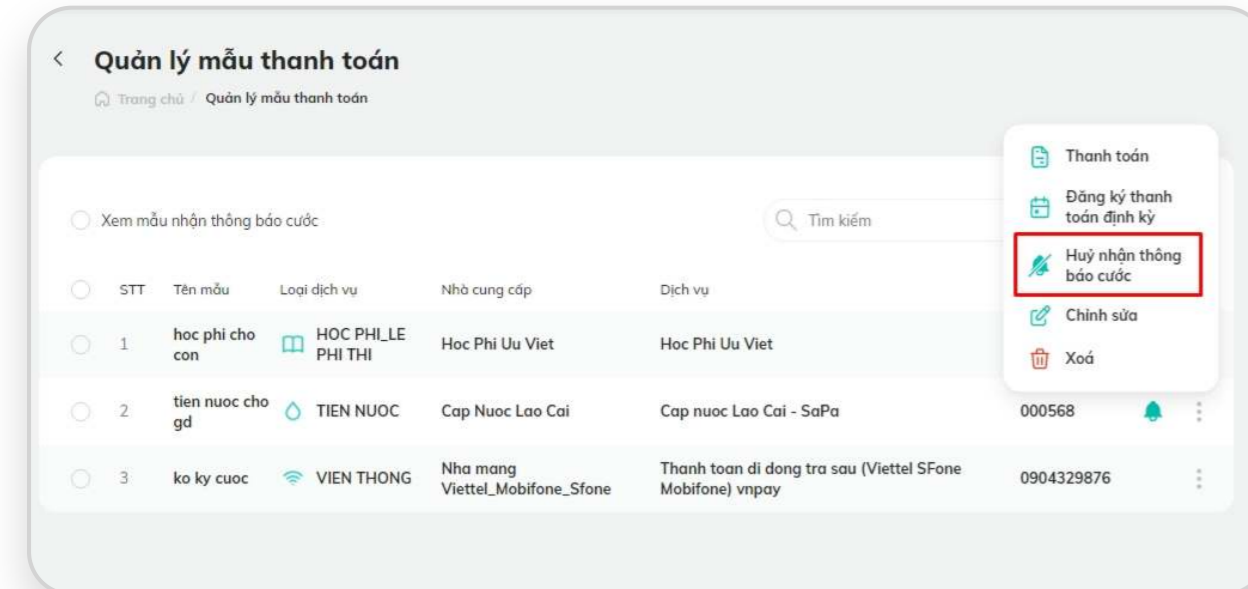 Quản lý mẫu thanh toán
Trang chủ / Quản lý mẫu thanh toán
Thanh toán
Đăng ký thanh
toán định kỳ
Huỷ nhận thông
báo cước
Chỉnh sửa
Xoá
Xem mẫu nhận thông báo cước
Tìm kiếm
STT Tên mẫu Loại dịch vụ Nhà cung cấp Dịch vụ
1 hoc phi cho con HOC PHI_LE PHI THI Hoc Phi Uu Viet Hoc Phi Uu Viet
2 tien nuoc cho gd TIEN NUOC Cap Nuoc Lao Cai Cap nuoc Lao Cai - SaPa 000568
3 ko ky cuoc VIEN THONG Nha mang Viettel_Mobifone_Sfone Thanh toan di dong tra sau (Viettel SFone Mobifone) vnpay 0904329876